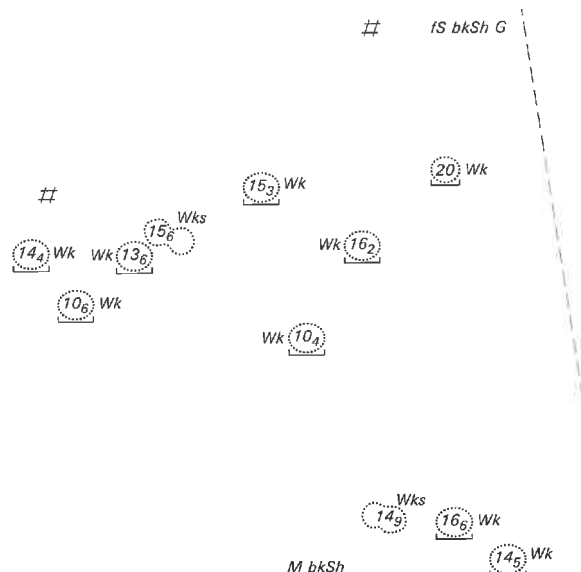 # fS bkSh G
20 Wk
15₃ Wk
#
15₆ Wks
Wk 16₂
14₄ Wk
Wk 13₆
10₆ Wk
Wk 10₄
14₉ Wks
16₆ Wk
14₅ Wk
M bkSh